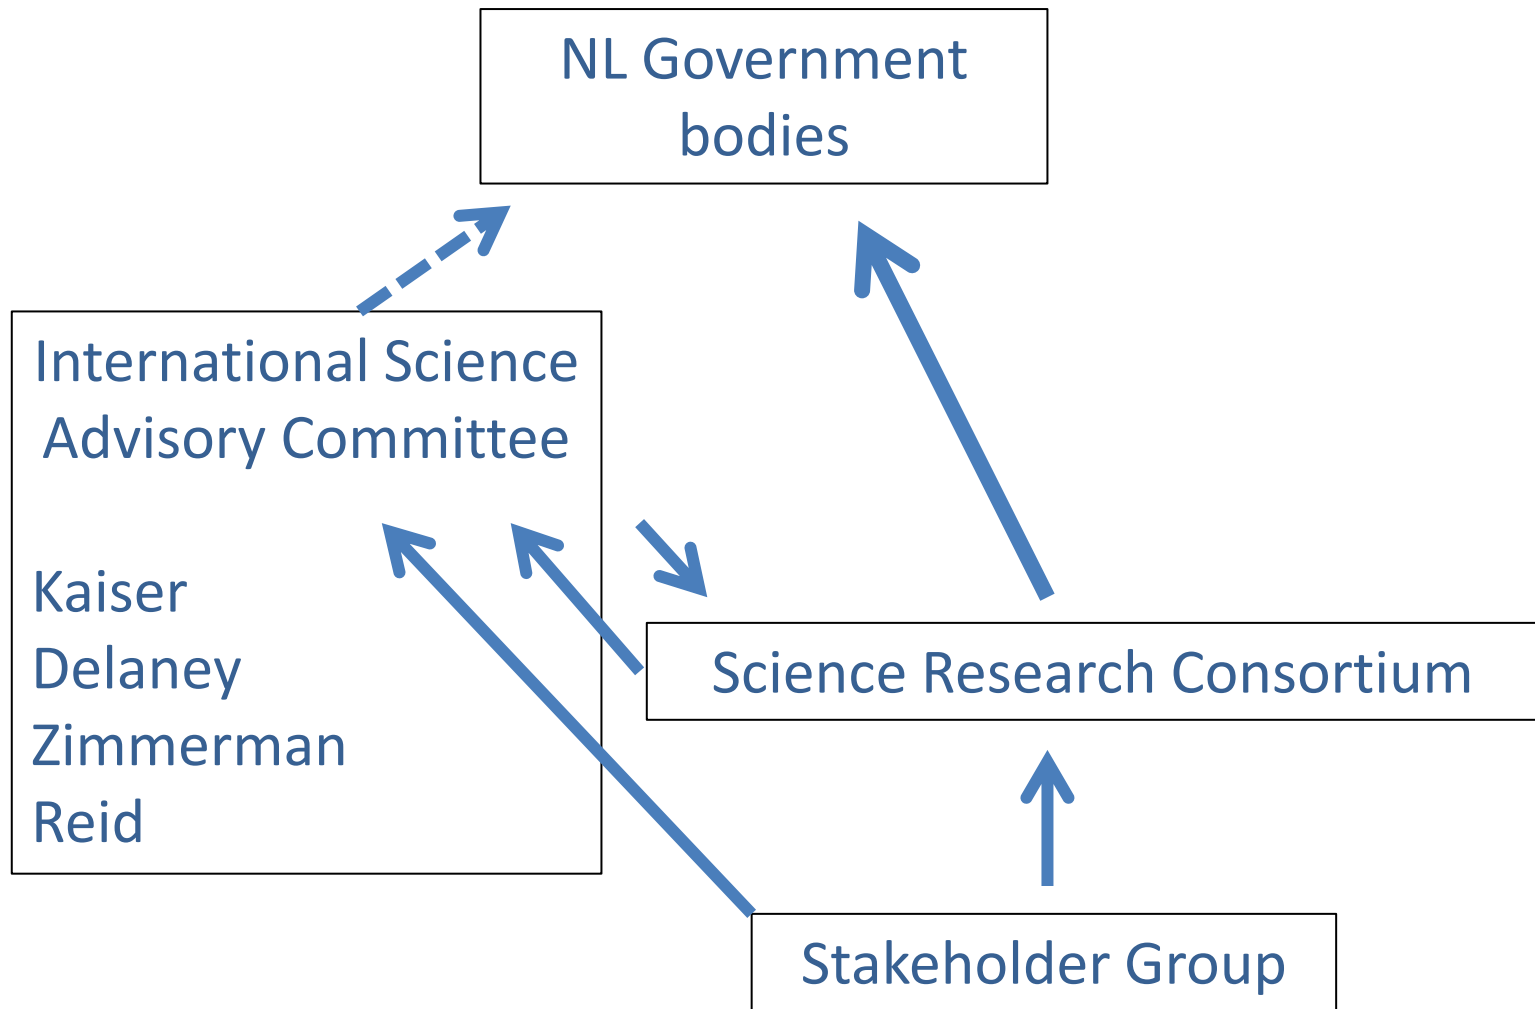 NL Government
bodies
International Science
Advisory Committee
Kaiser
Delaney
Zimmerman
Reid
Science Research Consortium
Stakeholder Group